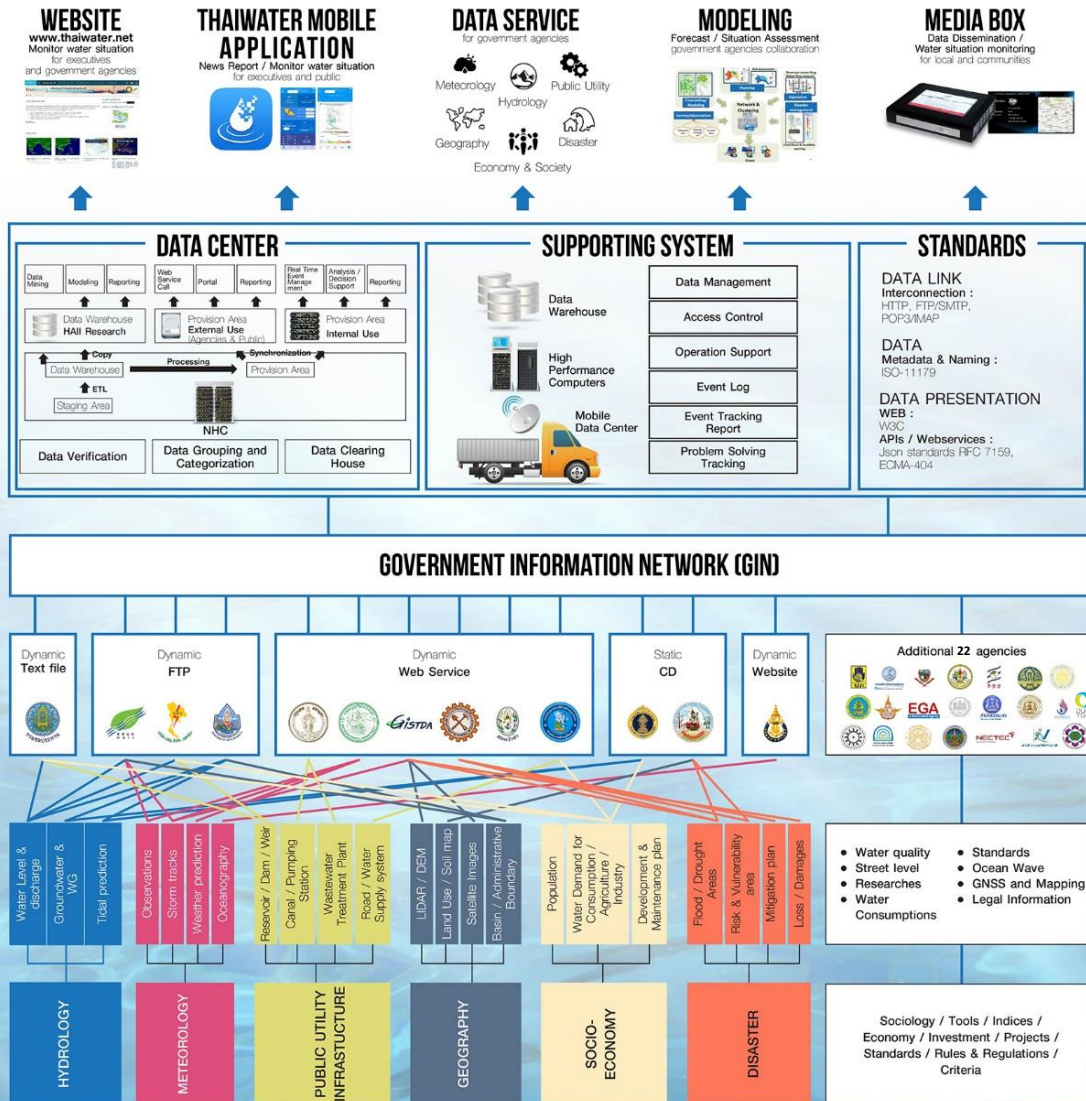 WEBSITE
www.thaiwater.net
Monitor water situation
for executives
and government agencies
THAIWATER MOBILE
APPLICATION
News Report / Monitor water situation
for executives and public
DATA SERVICE
for government agencies
Meteorology
Hydrology
Public Utility
Geography
Economy & Society
Disaster
MODELING
Forecast / Situation Assessment
government agencies collaboration
Network &
Clustering
MEDIA BOX
Data Dissemination /
Water situation monitoring
for local and communities
DATA CENTER
Data
Mining
Modeling
Reporting
Web
Service
Call
Portal
Reporting
Real Time
Event
Manage
ment
Analysis /
Decision
Support
Reporting
Data Warehouse
HAII Research
Provision Area
External Use
(Agencies & Public)
Provision Area
Internal Use
Copy
Synchronization
Data Warehouse
Processing
Provision Area
ETL
Staging Area
NHC
Data Verification
Data Grouping and
Categorization
Data Clearing
House
SUPPORTING SYSTEM
Data
Warehouse
High
Performance
Computers
Mobile
Data Center
Data Management
Access Control
Operation Support
Event Log
Event Tracking
Report
Problem Solving
Tracking
STANDARDS
DATA LINK
Interconnection :
HTTP, FTP/SMTP,
POP3/IMAP
DATA
Metadata & Naming :
ISO-11179
DATA PRESENTATION
WEB :
W3C
APIs / Webservices :
Json standards RFC 7159,
ECMA-404
GOVERNMENT INFORMATION NETWORK (GIN)
Dynamic
Text file
Dynamic
FTP
Dynamic
Web Service
GISTDA
Static
CD
Dynamic
Website
Additional 22 agencies
EGA
NECTEC
Water Level &
discharge
Groundwater &
WG
Tidal prediction
Observations
Storm tracks
Weather prediction
Oceanography
Reservoir / Dam / Weir
Canal / Pumping
Station
Wastewater
Treatment Plant
Road / Water
Supply system
LIDAR / DEM
Land Use / Soil map
Satellite Images
Basin / Administrative
Boundary
Population
Water Demand for
Consumption /
Agriculture /
Industry
Development &
Maintenance plan
Flood / Drought
Areas
Risk & Vulnerability
area
Mitigation plan
Loss / Damages
• Water quality
• Street level
• Researches
• Water
Consumptions
• Standards
• Ocean Wave
• GNSS and Mapping
• Legal Information
HYDROLOGY
METEOROLOGY
PUBLIC UTILITY
INFRASTUCTURE
GEOGRAPHY
SOCIO-
ECONOMY
DISASTER
Sociology / Tools / Indices /
Economy / Investment / Projects /
Standards / Rules & Regulations /
Criteria